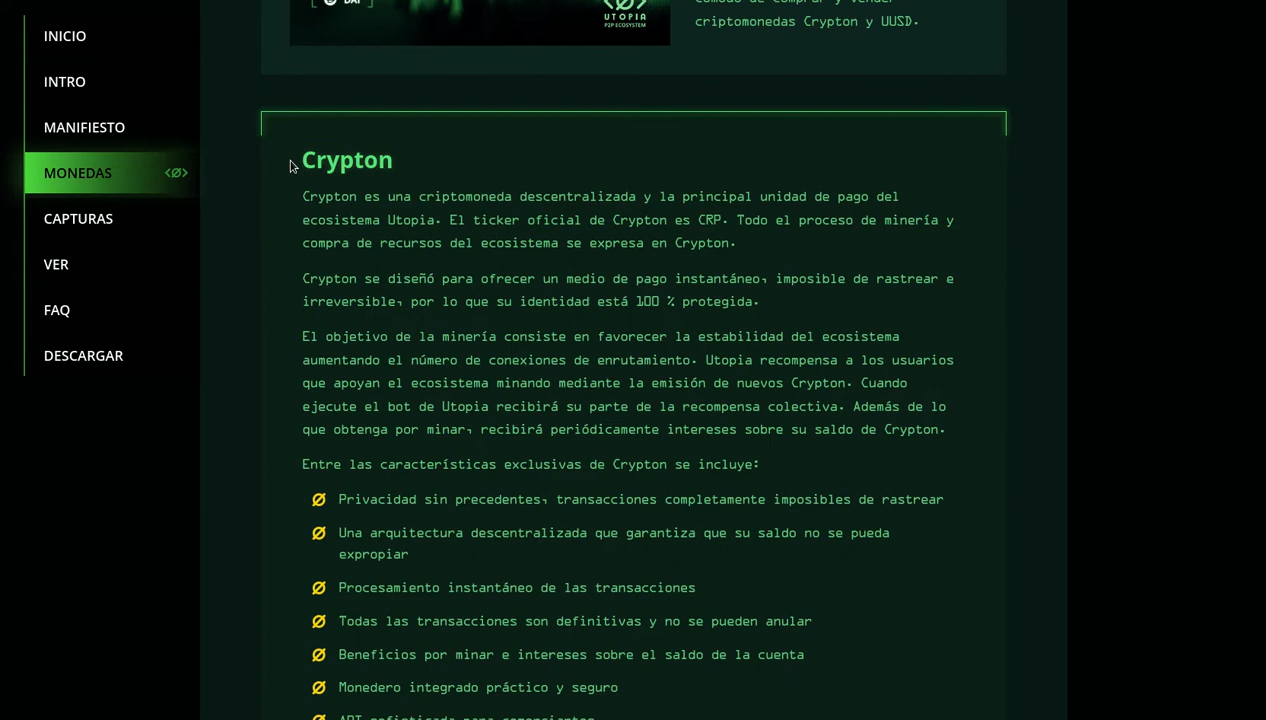 INICIO
INTRO
MANIFIESTO
MONEDAS
CAPTURAS
VER
FAQ
DESCARGAR
DAI
UTOPIA
P2P ECOSYSTEM
criptomonedas Crypton y UUSD.
Crypton
Crypton es una criptomoneda descentralizada y la principal unidad de pago del
ecosistema Utopia. El ticker oficial de Crypton es CRP. Todo el proceso de minería y
compra de recursos del ecosistema se expresa en Crypton.
Crypton se diseñó para ofrecer un medio de pago instantáneo, imposible de rastrear e
irreversible, por lo que su identidad está 100 % protegida.
El objetivo de la minería consiste en favorecer la estabilidad del ecosistema
aumentando el número de conexiones de enrutamiento. Utopia recompensa a los usuarios
que apoyan el ecosistema minando mediante la emisión de nuevos Crypton. Cuando
ejecute el bot de Utopia recibirá su parte de la recompensa colectiva. Además de lo
que obtenga por minar, recibirá periódicamente intereses sobre su saldo de Crypton.
Entre las características exclusivas de Crypton se incluye:
Privacidad sin precedentes, transacciones completamente imposibles de rastrear
Una arquitectura descentralizada que garantiza que su saldo no se pueda
expropiar
Procesamiento instantáneo de las transacciones
Todas las transacciones son definitivas y no se pueden anular
Beneficios por minar e intereses sobre el saldo de la cuenta
Monedero integrado práctico y seguro